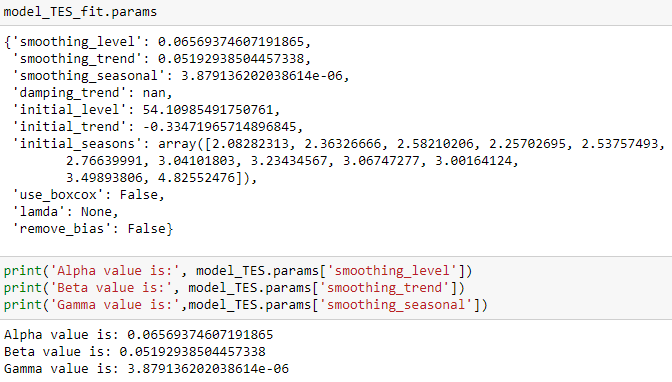 model_TES_fit.params
{'smoothing_level': 0.06569374607191865,
 'smoothing_trend': 0.05192938504457338,
 'smoothing_seasonal': 3.879136202038614e-06,
 'damping_trend': nan,
 'initial_level': 54.10985491750761,
 'initial_trend': -0.33471965714896845,
 'initial_seasons': array([2.08282313, 2.36326666, 2.58210206, 2.25702695, 2.53757493,
        2.76639991, 3.04101803, 3.23434567, 3.06747277, 3.00164124,
        3.49893806, 4.82552476]),
 'use_boxcox': False,
 'lamda': None,
 'remove_bias': False}
print('Alpha value is:', model_TES.params['smoothing_level'])
print('Beta value is:', model_TES.params['smoothing_trend'])
print('Gamma value is:',model_TES.params['smoothing_seasonal'])
Alpha value is: 0.06569374607191865
Beta value is: 0.05192938504457338
Gamma value is: 3.879136202038614e-06